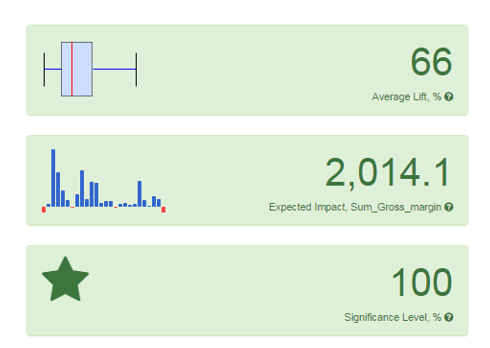 66
Average Lift, %
2,014.1
Expected Impact, Sum_Gross_margin
100
Significance Level, %